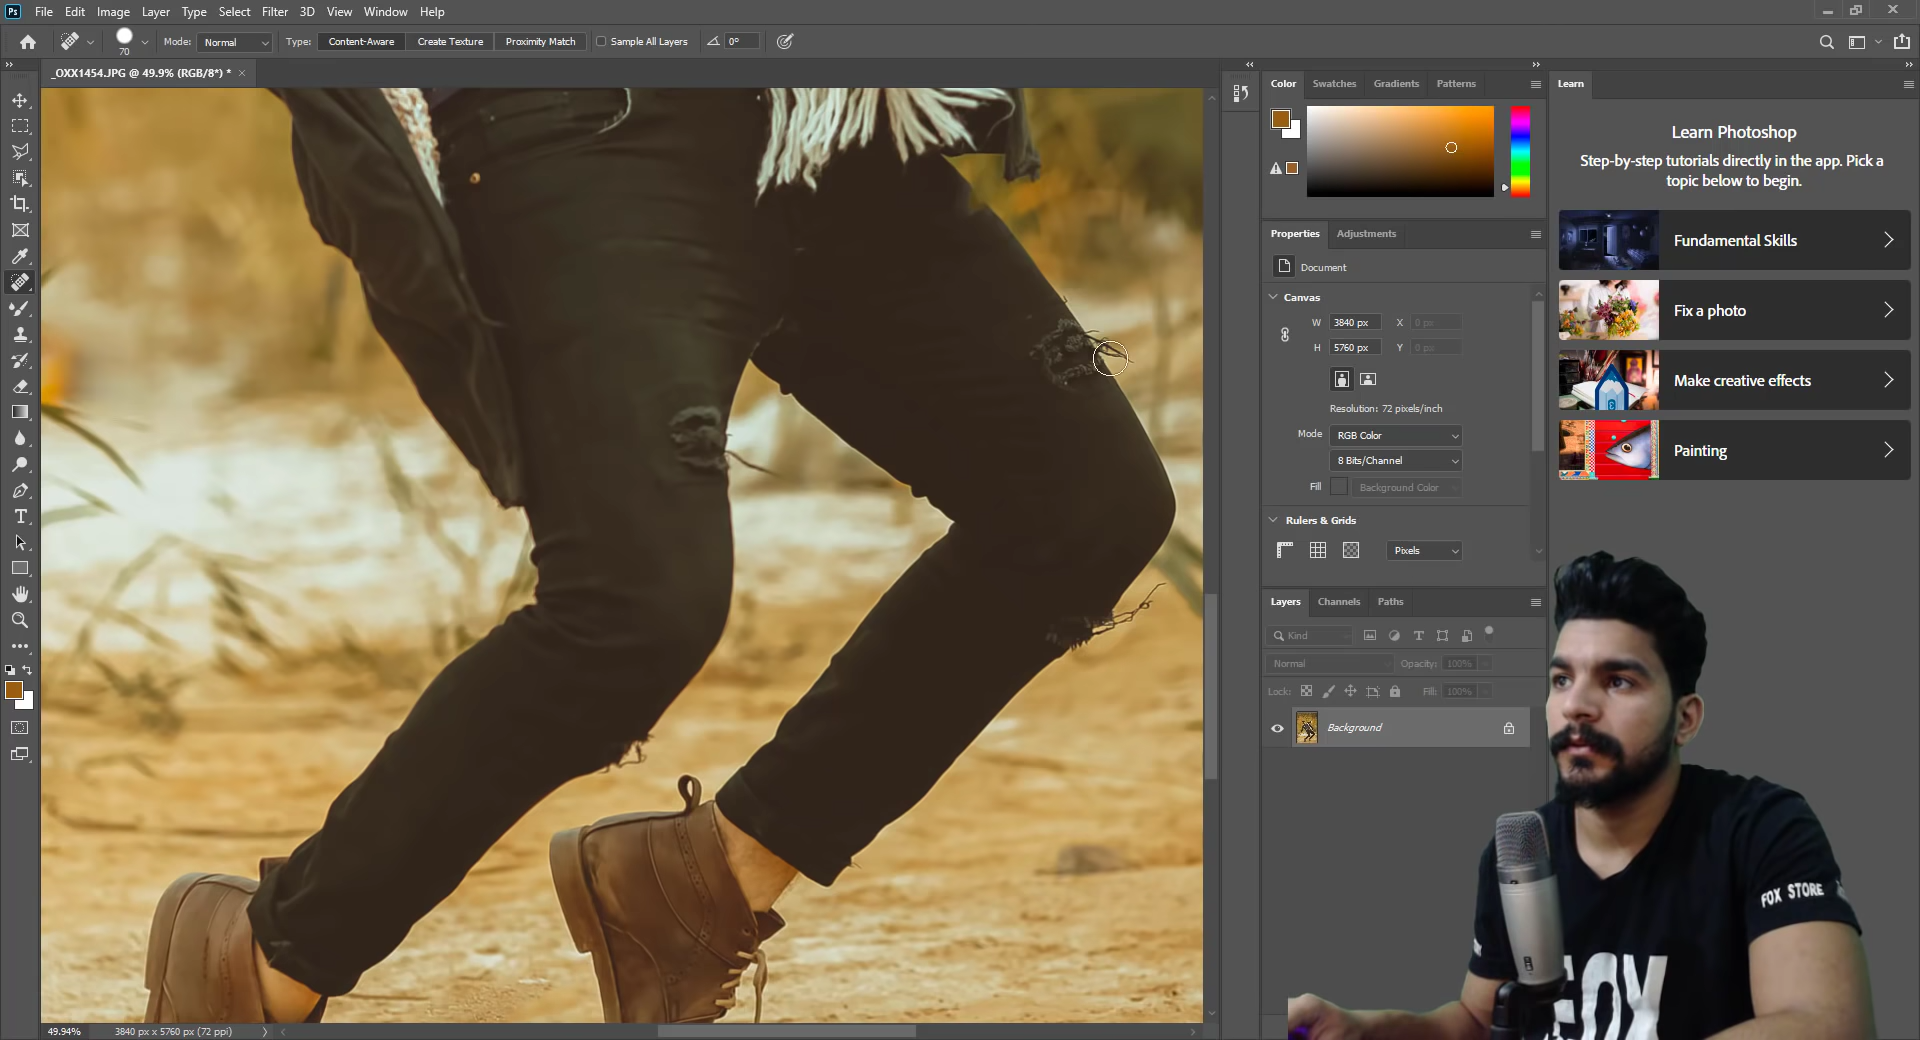 Ps File Edit Image Layer Type Select Filter 3D View Window Help
70 Mode: Normal Type: Content-Aware Create Texture Proximity Match Sample All Layers 0°
_OXX1454.JPG @ 49.9% (RGB/8*) * ×
Color Swatches Gradients Patterns
Properties Adjustments
Document
Canvas
W 3840 px X 0 px
H 5760 px Y 0 px
Resolution: 72 pixels/inch
Mode RGB Color
8 Bits/Channel
Fill Background Color
Rulers & Grids
Pixels
Layers Channels Paths
Kind
Normal Opacity: 100%
Lock: Fill: 100%
Background
Learn
Learn Photoshop
Step-by-step tutorials directly in the app. Pick a
topic below to begin.
Fundamental Skills
Fix a photo
Make creative effects
Painting
FOX STORE
FOX
49.94% 3840 px x 5760 px (72 ppi)